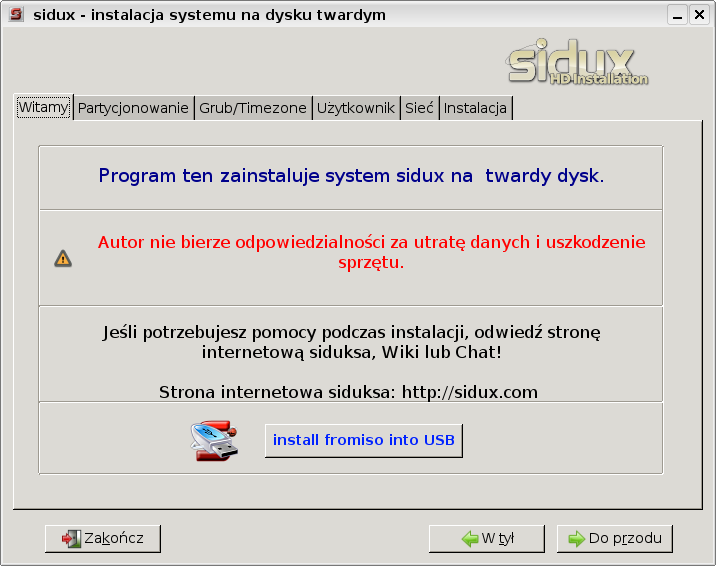 sidux - instalacja systemu na dysku twardym
sidux
HD-Installation
Witamy Partycjonowanie Grub/Timezone Użytkownik Sieć Instalacja
Program ten zainstaluje system sidux na  twardy dysk.
Autor nie bierze odpowiedzialności za utratę danych i uszkodzenie
sprzętu.
Jeśli potrzebujesz pomocy podczas instalacji, odwiedź stronę
internetową siduksa, Wiki lub Chat!
Strona internetowa siduksa: http://sidux.com
install fromiso into USB
Zakończ W tył Do przodu